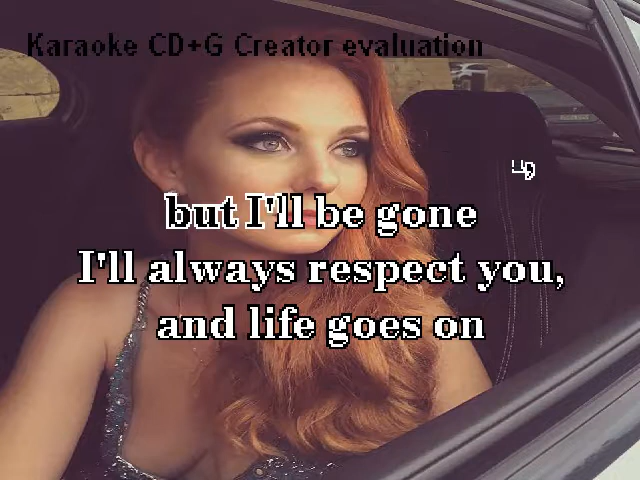 Karaoke CD+G Creator evaluation
but I'll be gone
I'll always respect you,
and life goes on